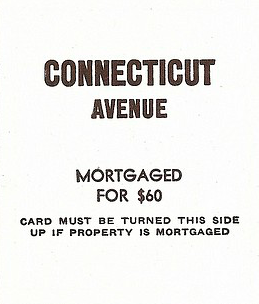 CONNECTICUT
AVENUE
MORTGAGED
FOR $60
CARD MUST BE TURNED THIS SIDE
UP IF PROPERTY IS MORTGAGED